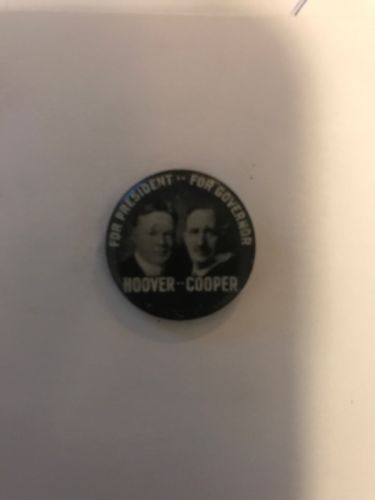 FOR PRESIDENT -- FOR GOVERNOR
HOOVER -- COOPER